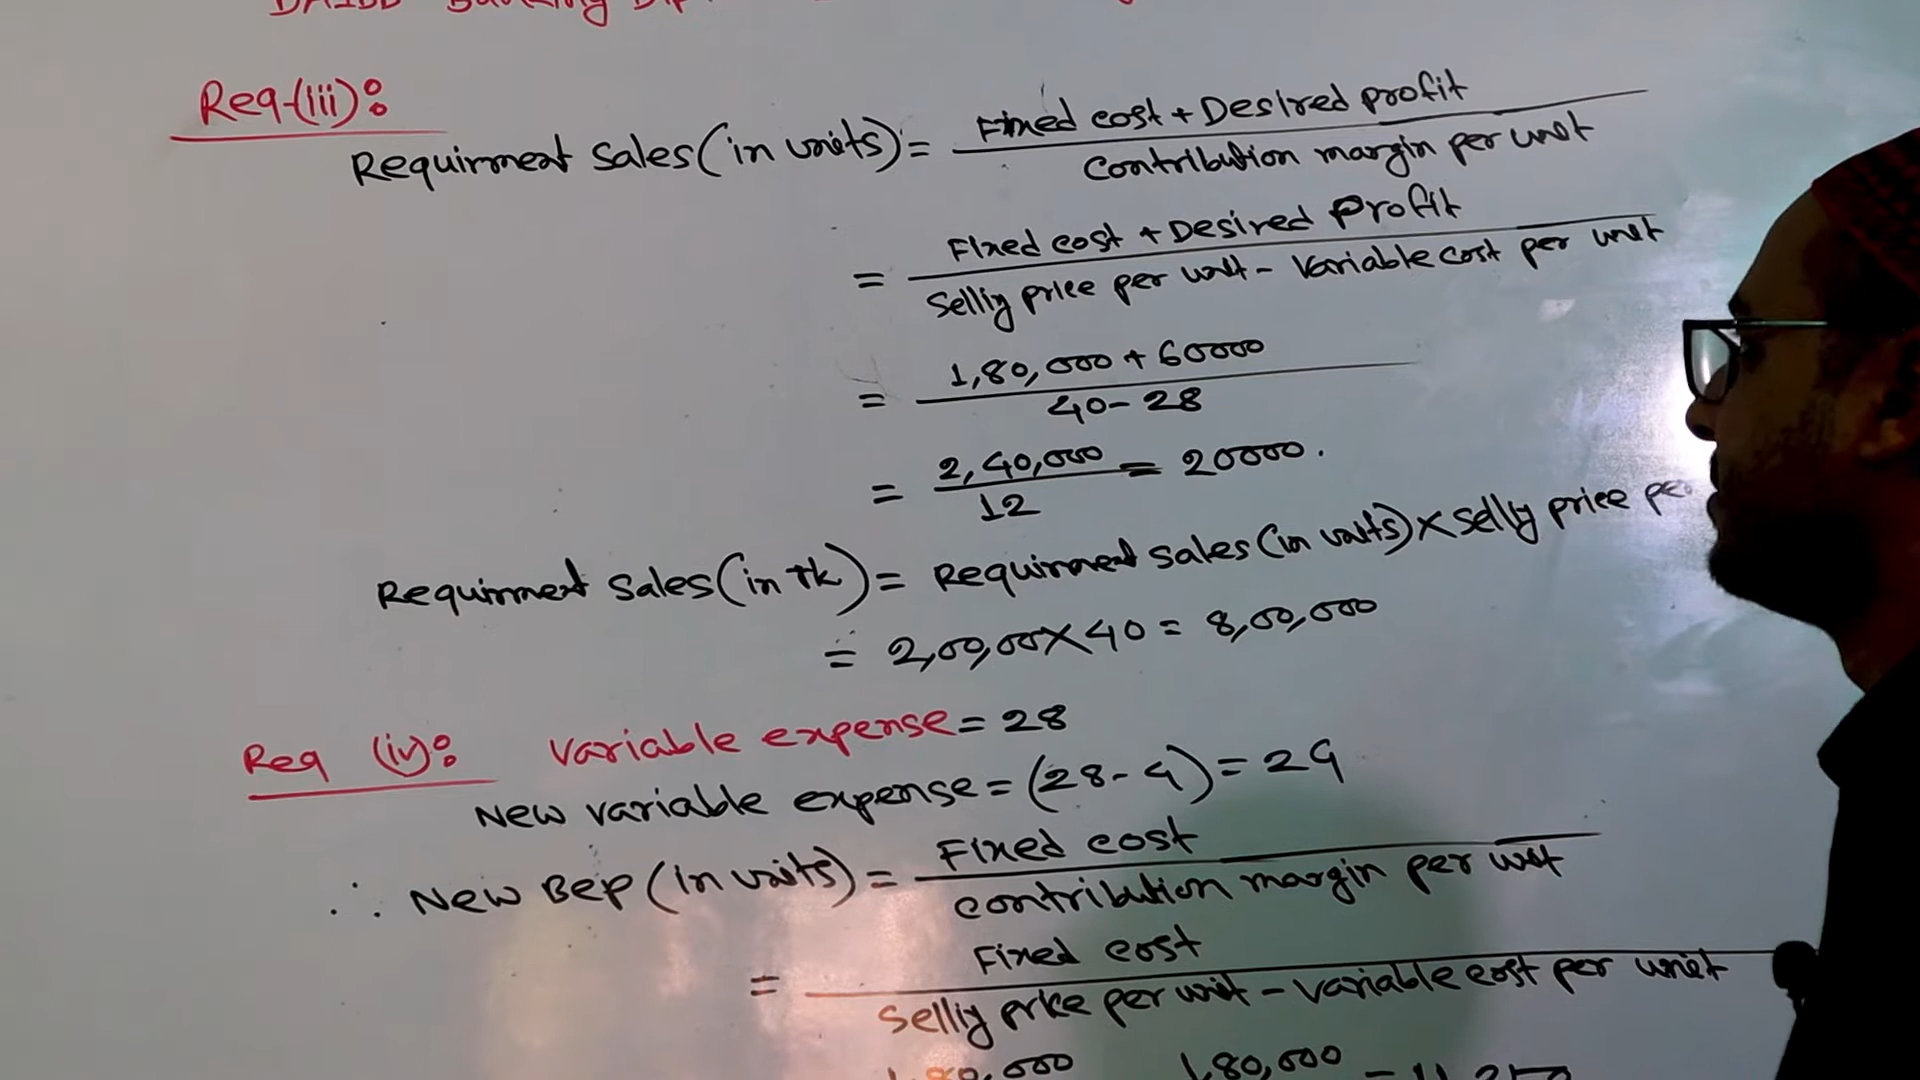 Req-(iii):
Requirment Sales (in units) = Fixed cost + Desired profit
Contribution margin per unit
= Fixed cost + Desired Profit
Selling price per unit - Variable cost per unit
= 1,80,000 + 60000
40-28
= 2,40,000 = 20000.
12
Requirment Sales (in Tk) = Requirment sales (in units) × selling price
= 2,00,00 × 40 = 8,00,000
Req (iv): Variable expense = 28
New variable expense = (28-4) = 24
∴ New Bep (in units) = Fixed cost
contribution margin per unit
= Fixed cost
Selling price per unit - Variable cost per unit
1,80,000